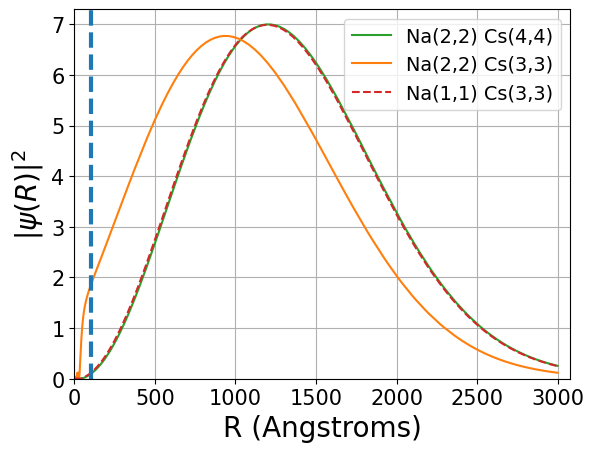 Na(2,2) Cs(4,4)
Na(2,2) Cs(3,3)
Na(1,1) Cs(3,3)
|ψ(R)|²
7
6
5
4
3
2
1
0
0 500 1000 1500 2000 2500 3000
R (Angstroms)